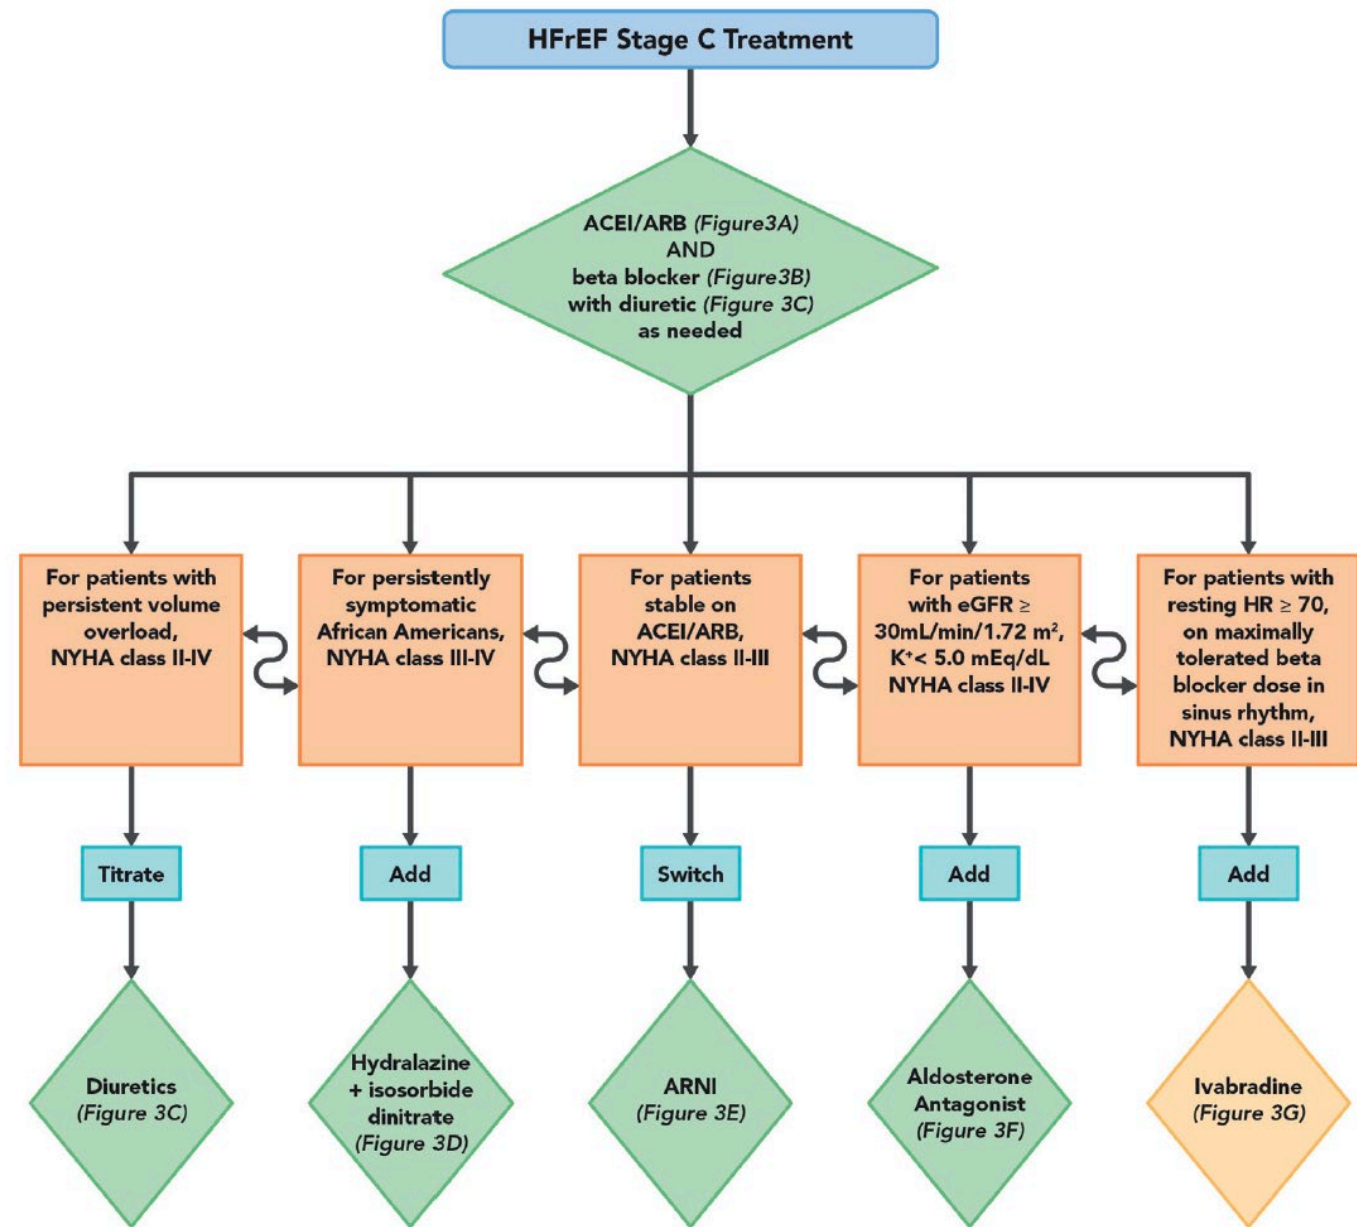 HFrEF Stage C Treatment
ACEI/ARB (Figure3A)
AND
beta blocker (Figure3B)
with diuretic (Figure 3C)
as needed
For patients with
persistent volume
overload,
NYHA class II-IV
For persistently
symptomatic
African Americans,
NYHA class III-IV
For patients
stable on
ACEI/ARB,
NYHA class II-III
For patients
with eGFR ≥
30mL/min/1.72 m²,
K⁺< 5.0 mEq/dL
NYHA class II-IV
For patients with
resting HR ≥ 70,
on maximally
tolerated beta
blocker dose in
sinus rhythm,
NYHA class II-III
Titrate
Add
Switch
Add
Add
Diuretics
(Figure 3C)
Hydralazine
+ isosorbide
dinitrate
(Figure 3D)
ARNI
(Figure 3E)
Aldosterone
Antagonist
(Figure 3F)
Ivabradine
(Figure 3G)